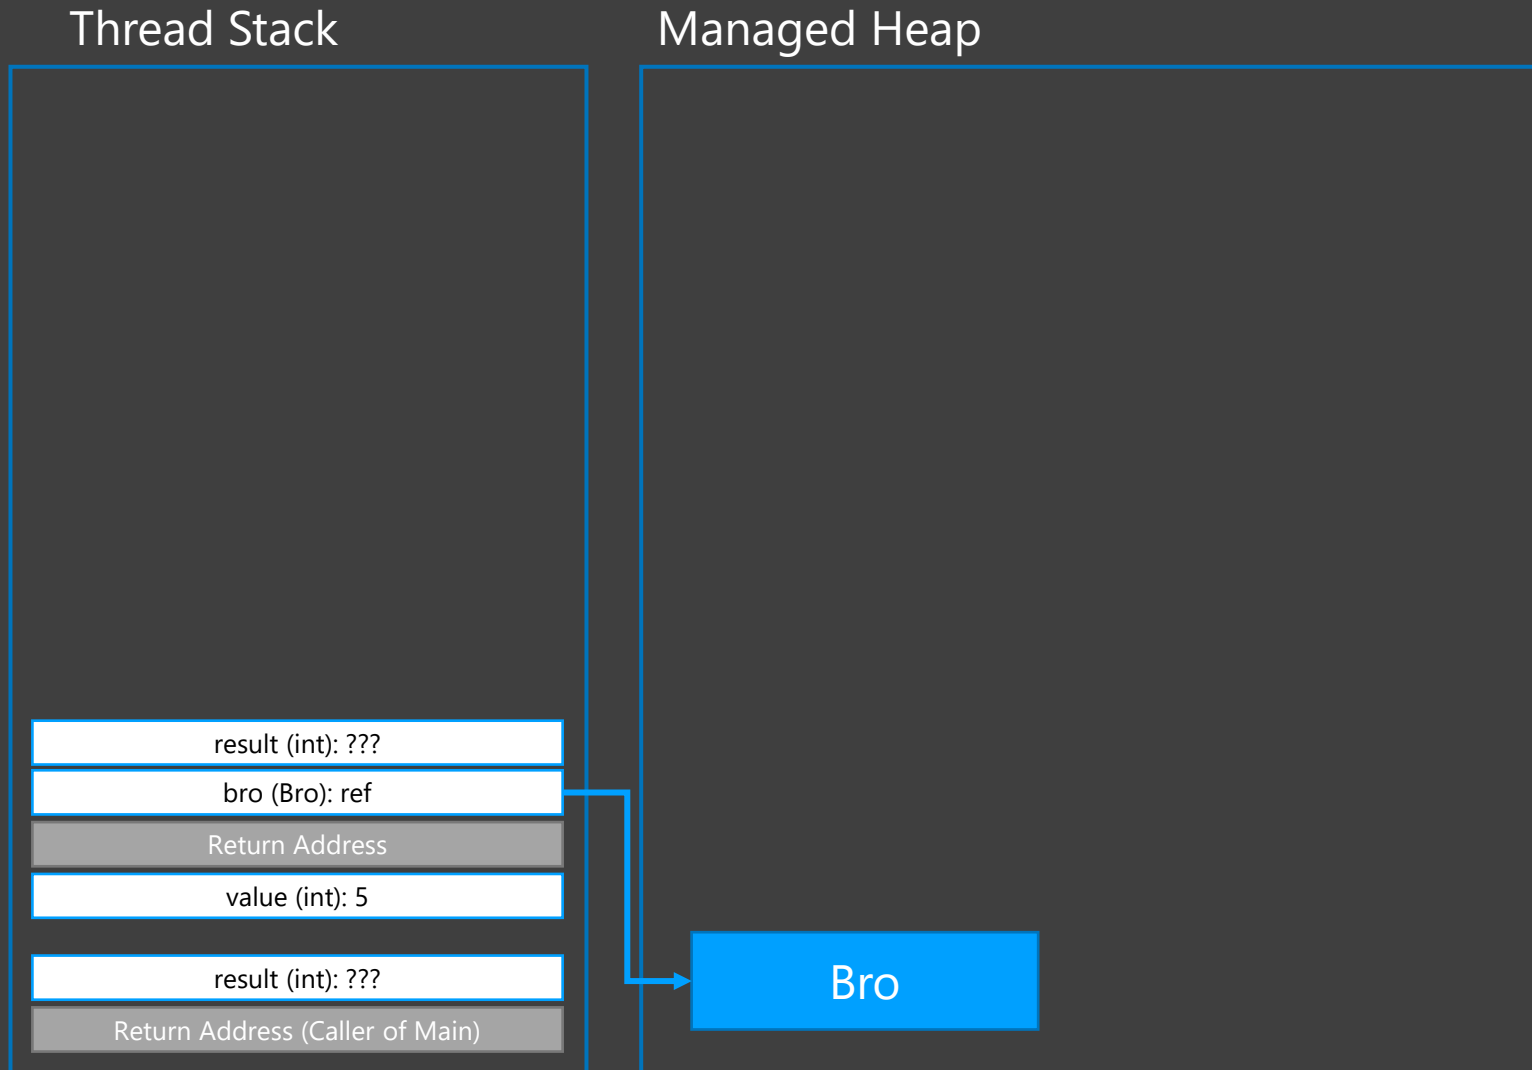 Thread Stack
Managed Heap
result (int): ???
bro (Bro): ref
Return Address
value (int): 5
result (int): ???
Return Address (Caller of Main)
Bro